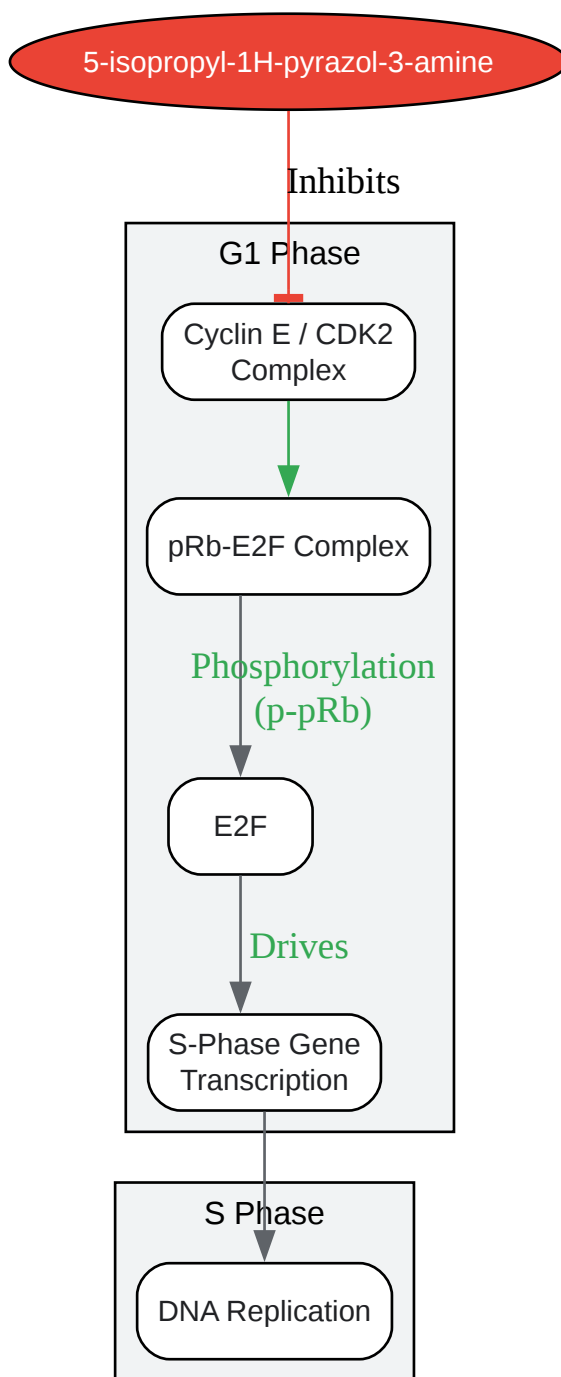 5-isopropyl-1H-pyrazol-3-amine
Inhibits
G1 Phase
Cyclin E / CDK2
Complex
pRb-E2F Complex
Phosphorylation
(p-pRb)
E2F
Drives
S-Phase Gene
Transcription
S Phase
DNA Replication